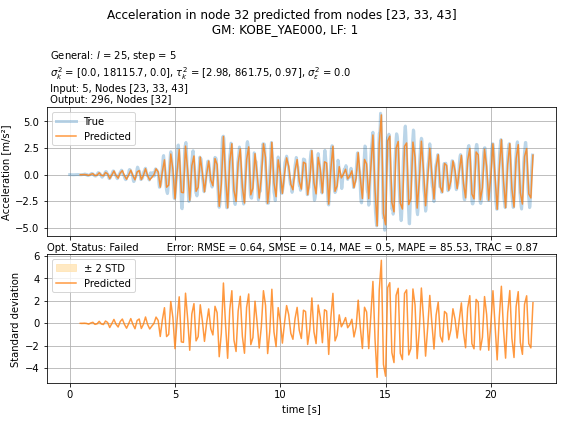 Acceleration in node 32 predicted from nodes [23, 33, 43]
GM: KOBE_YAE000, LF: 1
General: l = 25, step = 5
σ²ₖ = [0.0, 18115.7, 0.0], τ²ₖ = [2.98, 861.75, 0.97], σ²ε = 0.0
Input: 5, Nodes [23, 33, 43]
Output: 296, Nodes [32]
Acceleration [m/s²]
5.0
2.5
0.0
−2.5
−5.0
True
Predicted
Opt. Status: Failed Error: RMSE = 0.64, SMSE = 0.14, MAE = 0.5, MAPE = 85.53, TRAC = 0.87
Standard deviation
6
4
2
0
−2
−4
± 2 STD
Predicted
0 5 10 15 20
time [s]